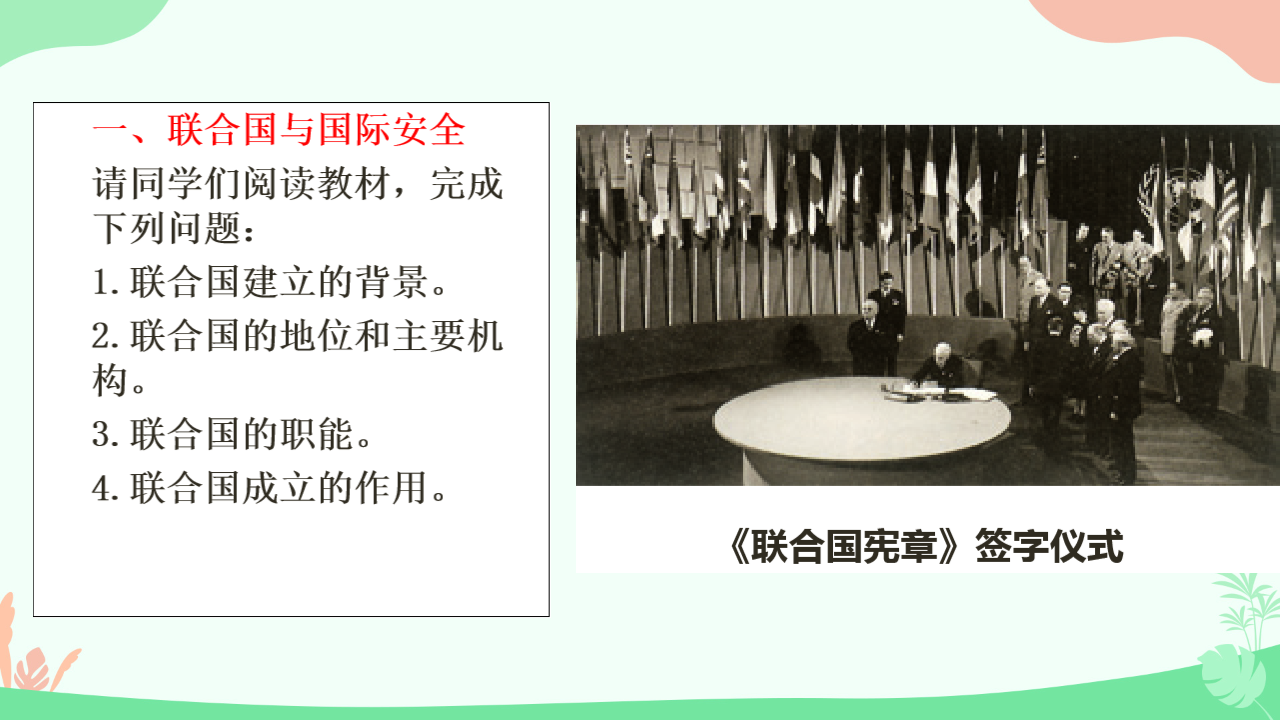 一、联合国与国际安全
请同学们阅读教材，完成
下列问题：
1.联合国建立的背景。
2.联合国的地位和主要机
构。
3.联合国的职能。
4.联合国成立的作用。
《联合国宪章》签字仪式